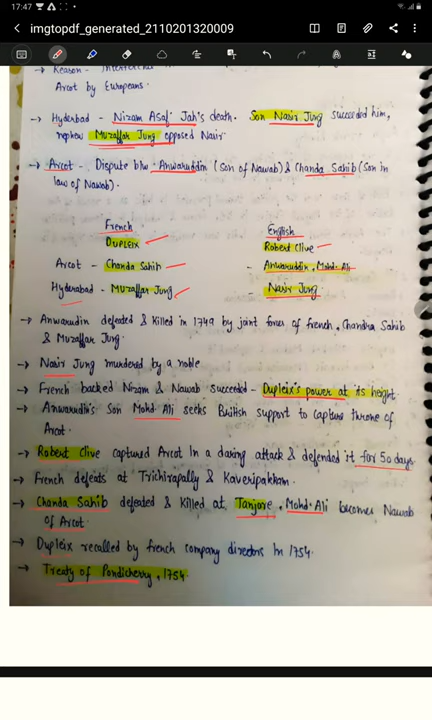 17:47
imgtopdf_generated_2110201320009
→ Reason - Interference
Arcot by Europeans.
→ Hyderabad - Nizam Asaf Jah's death. Son Nasir Jung succeeded him,
nephew Muzaffar Jung opposed Nasir.
→ Arcot - Dispute b/w Anwaruddin (Son of Nawab) & Chanda Sahib (Son in
law of Nawab).
French English
Dupleix Robert Clive
Arcot - Chanda Sahib - Anwaruddin, Mohd. Ali
Hyderabad - Muzaffar Jung Nasir Jung
→ Anwarudin defeated & killed in 1749 by joint forces of french, Chandra Sahib
& Muzaffar Jung.
→ Nasir Jung murdered by a noble
→ French backed Nizam & Nawab succeeded - Dupleix's power at its height
→ Anwarudin's Son Mohd Ali seeks British support to capture throne of
Arcot.
→ Robert Clive captured Arcot in a daring attack & defended it for 50 days
→ French defeats at Trichirapally & Kaveripakkam.
→ Chanda Sahib defeated & Killed at Tanjore, Mohd. Ali becomes Nawab
of Arcot.
→ Dupleix recalled by french company directors in 1754.
→ Treaty of Pondicherry, 1754